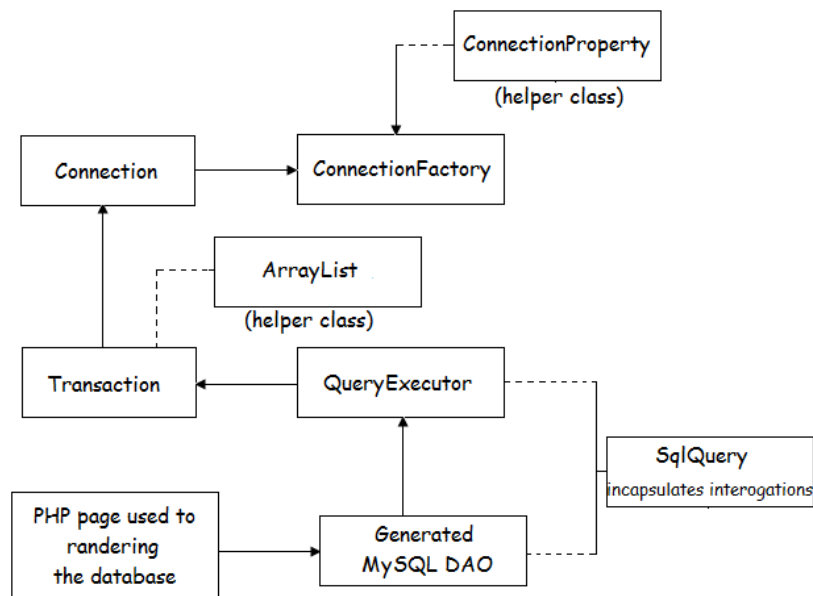 ConnectionProperty
(helper class)
Connection
ConnectionFactory
ArrayList
(helper class)
Transaction
QueryExecutor
SqlQuery
incapsulates interogations
PHP page used to
randering
the database
Generated
MySQL DAO